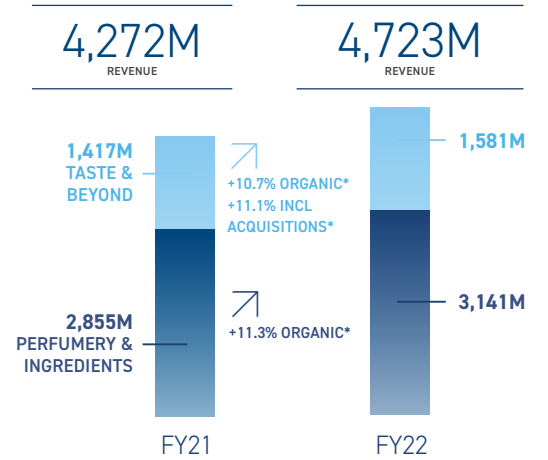 4,272M
REVENUE
4,723M
REVENUE
1,417M
TASTE &
BEYOND
+10.7% ORGANIC*
+11.1% INCL
ACQUISITIONS*
1,581M
2,855M
PERFUMERY &
INGREDIENTS
+11.3% ORGANIC*
3,141M
FY21
FY22